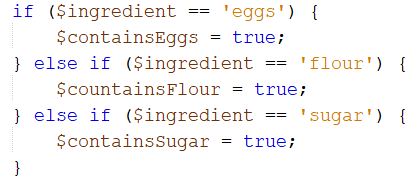 if ($ingredient == 'eggs') {
    $containsEggs = true;
} else if ($ingredient == 'flour') {
    $countainsFlour = true;
} else if ($ingredient == 'sugar') {
    $containsSugar = true;
}